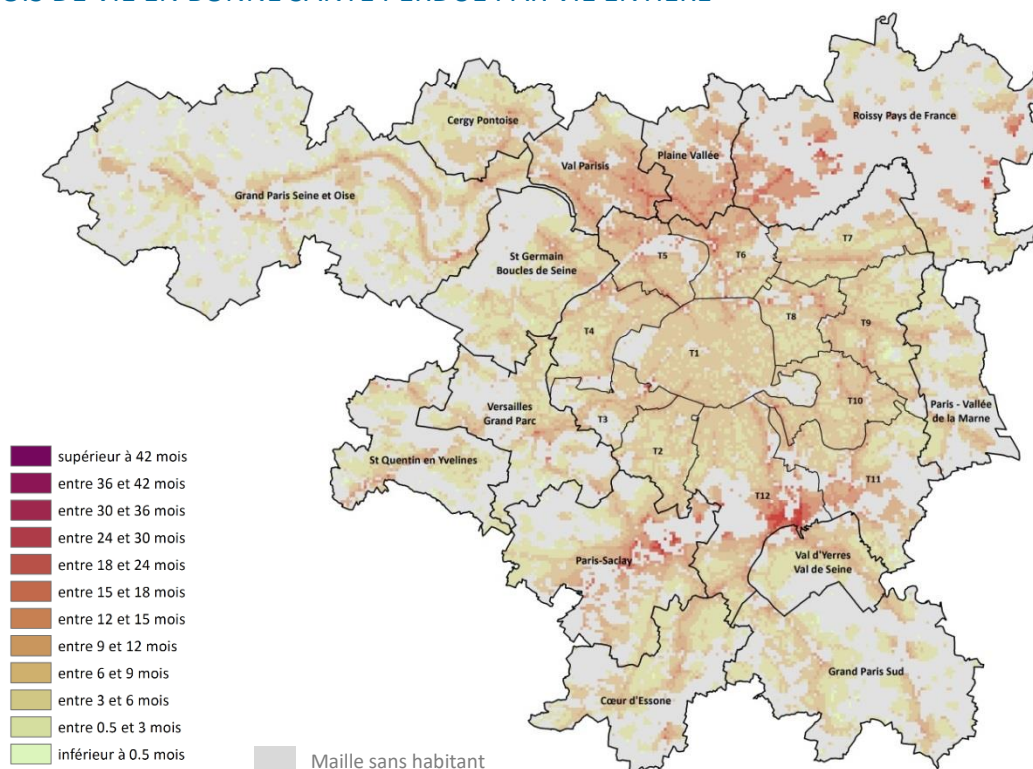 Cergy Pontoise
Roissy Pays de France
Val Parisis
Plaine Vallée
Grand Paris Seine et Oise
T7
St Germain
Boucles de Seine
T5
T6
T4
T8
T9
T1
Versailles
Grand Parc
T3
T10
Paris - Vallée
de la Marne
St Quentin en Yvelines
T2
T11
T12
Paris-Saclay
Val d'Yerres
Val de Seine
Cœur d'Essone
Grand Paris Sud
supérieur à 42 mois
entre 36 et 42 mois
entre 30 et 36 mois
entre 24 et 30 mois
entre 18 et 24 mois
entre 15 et 18 mois
entre 12 et 15 mois
entre 9 et 12 mois
entre 6 et 9 mois
entre 3 et 6 mois
entre 0.5 et 3 mois
inférieur à 0.5 mois
Maille sans habitant